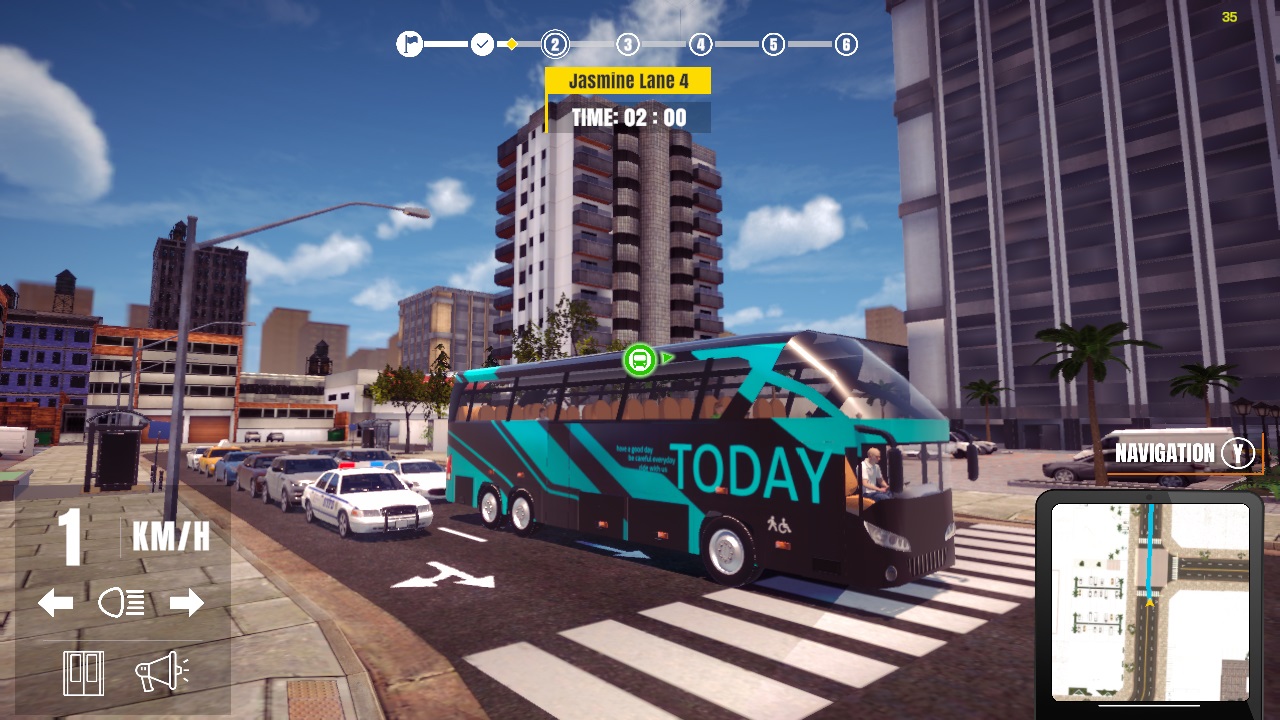 35
2 3 4 5 6
Jasmine Lane 4
TIME: 02 : 00
have a good day
be careful everyday
ride with us
TODAY
NAVIGATION Y
1 KM/H